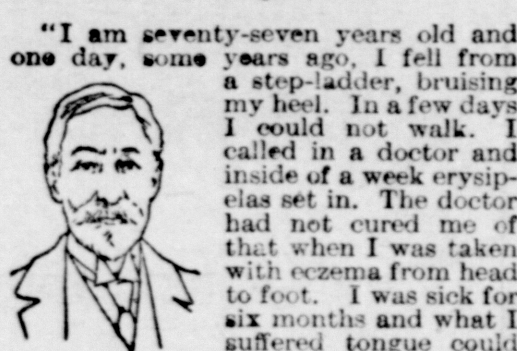 "I am seventy-seven years old and
one day, some years ago, I fell from
a step-ladder, bruising
my heel. In a few days
I could not walk. I
called in a doctor and
inside of a week erysip-
elas set in. The doctor
had not cured me of
that when I was taken
with eczema from head
to foot. I was sick for
six months and what I
suffered tongue could